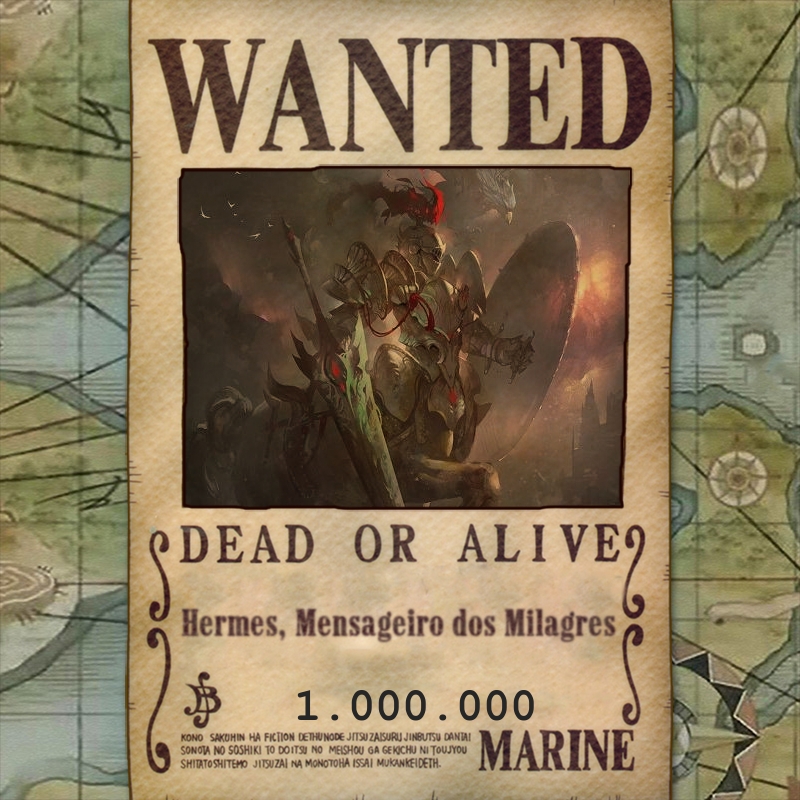 WANTED
DEAD OR ALIVE
Hermes, Mensageiro dos Milagres
1.000.000
KONO SAKUHIN HA FICTION DETHUNODE JITSUZAISURU JINBUTSU DANTAI
SONOTA NO SOSHIKI TO DOITSU NO MEISHOU GA GEKICHU NI TOUJYOU
SHITATOSHITEMO JITSUZAI NA MONOTOHA ISSAI MUKANKEIDETH.
MARINE